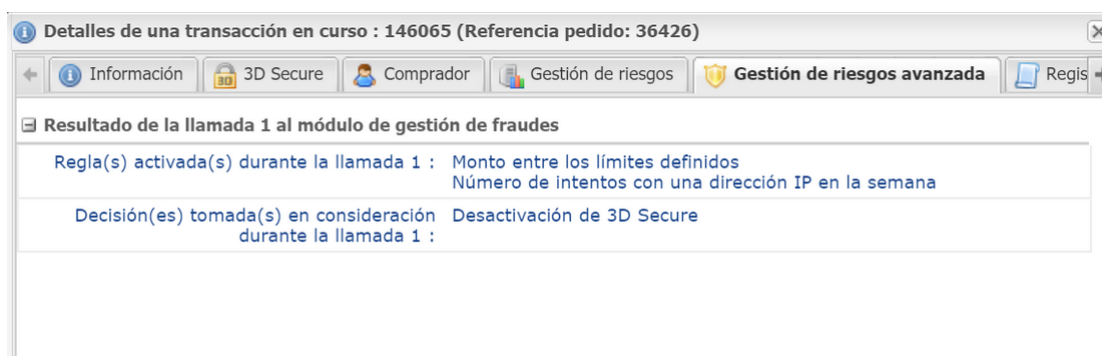 Detalles de una transacción en curso : 146065 (Referencia pedido: 36426)
Información 3D Secure Comprador Gestión de riesgos Gestión de riesgos avanzada Regis
Resultado de la llamada 1 al módulo de gestión de fraudes
Regla(s) activada(s) durante la llamada 1 : Monto entre los límites definidos
Número de intentos con una dirección IP en la semana
Decisión(es) tomada(s) en consideración Desactivación de 3D Secure
durante la llamada 1 :